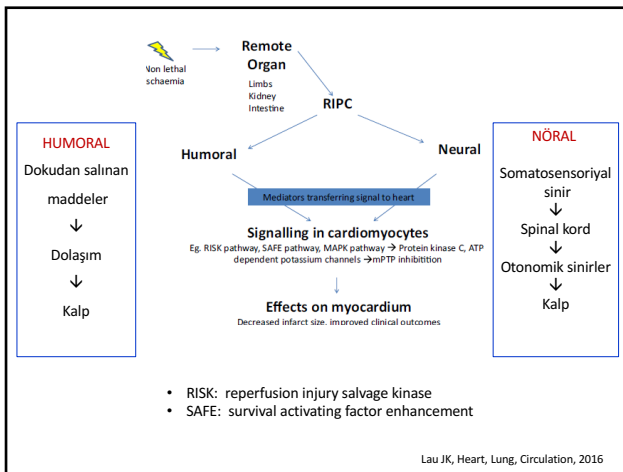 Non lethal
ischaemia
Remote
Organ
Limbs
Kidney
Intestine
RIPC
Humoral
Neural
Mediators transferring signal to heart
Signalling in cardiomyocytes
Eg. RISK pathway, SAFE pathway, MAPK pathway → Protein kinase C, ATP
dependent potassium channels →mPTP inhibitition
Effects on myocardium
Decreased infarct size. improved clinical outcomes
HUMORAL
Dokudan salınan
maddeler
↓
Dolaşım
↓
Kalp
NÖRAL
Somatosensoriyal
sinir
↓
Spinal kord
↓
Otonomik sinirler
↓
Kalp
• RISK: reperfusion injury salvage kinase
• SAFE: survival activating factor enhancement
Lau JK, Heart, Lung, Circulation, 2016